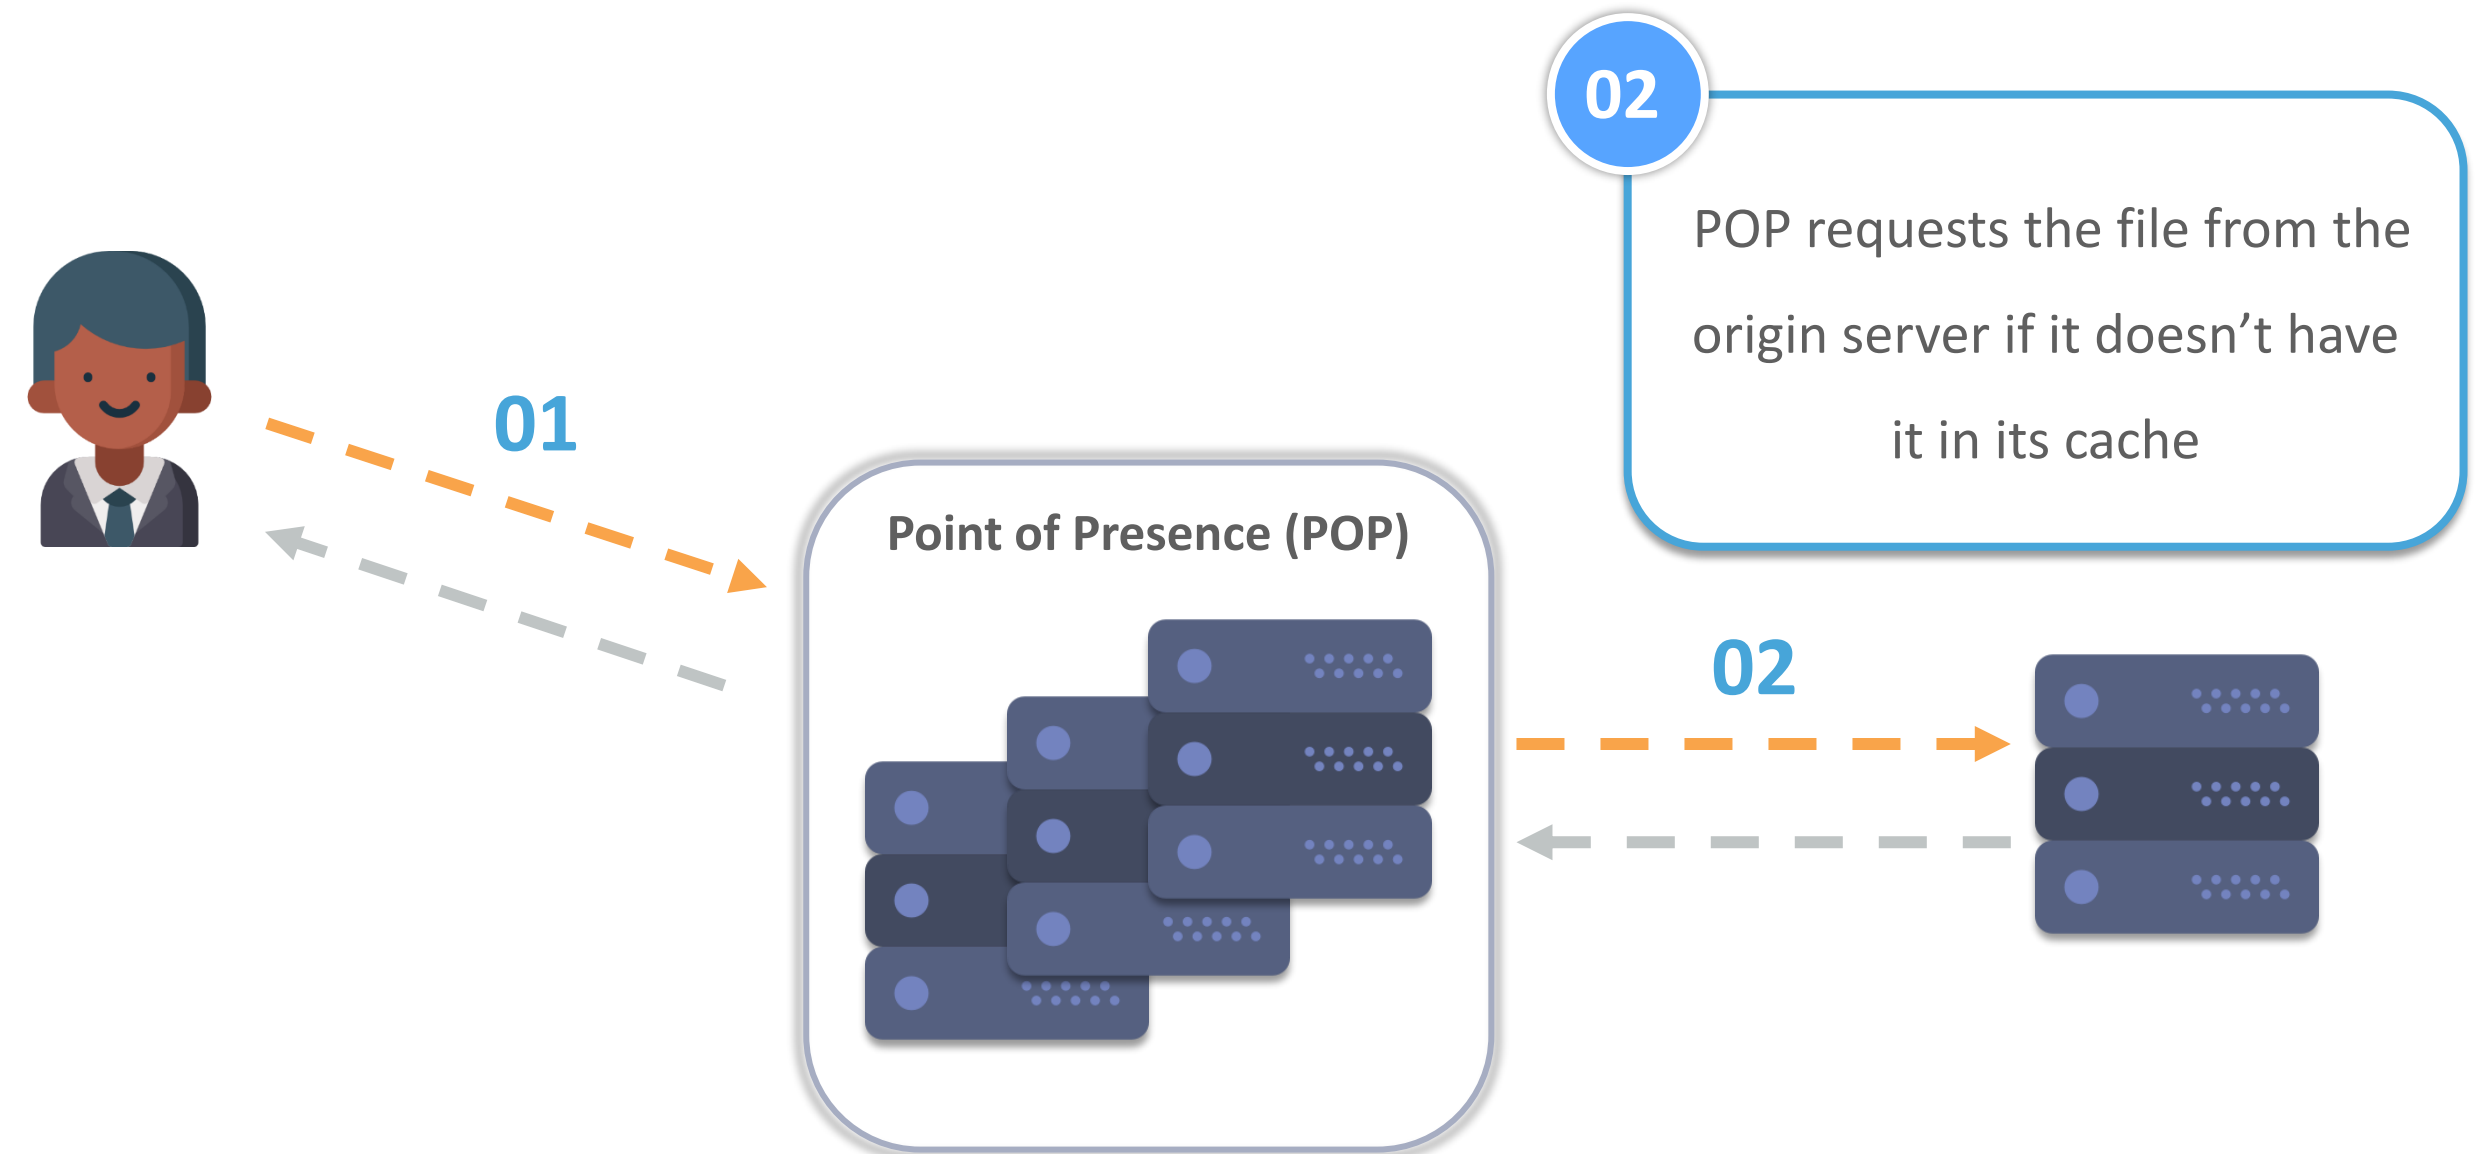 02
POP requests the file from the
origin server if it doesn’t have
it in its cache
01
Point of Presence (POP)
02